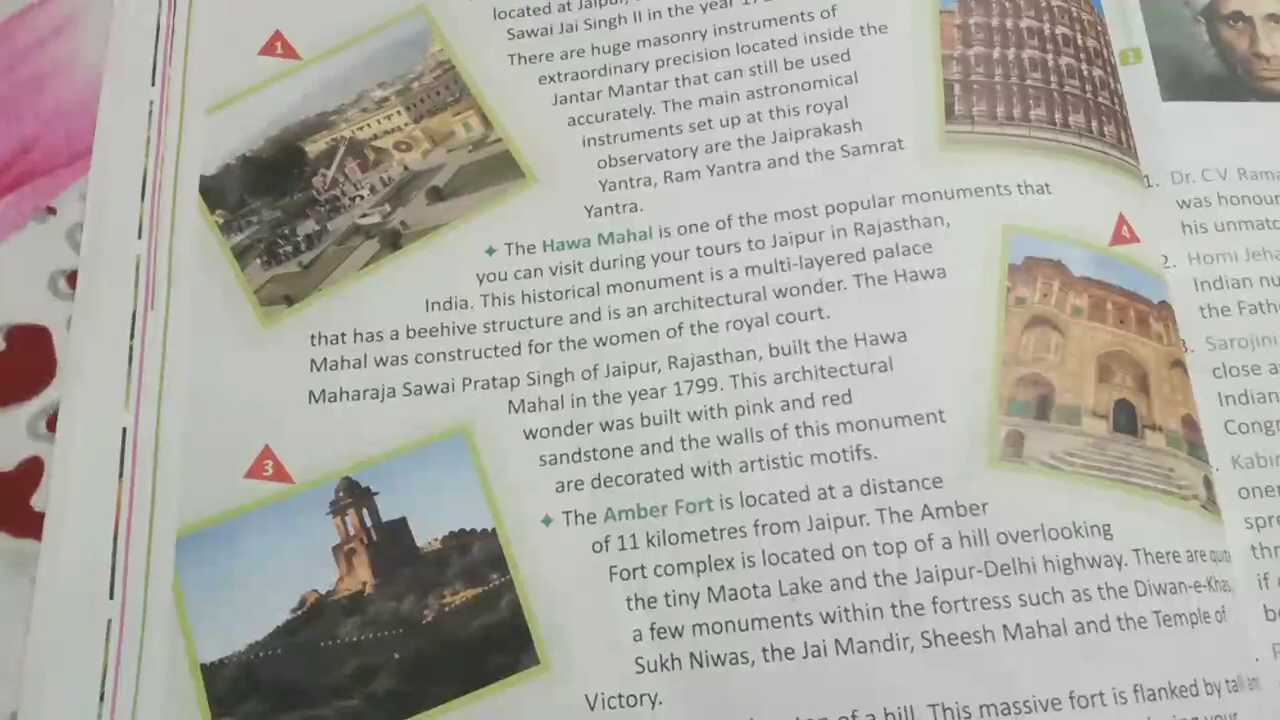 located at Jaipur,
Sawai Jai Singh II in the year
There are huge masonry instruments of
extraordinary precision located inside the
Jantar Mantar that can still be used
accurately. The main astronomical
instruments set up at this royal
observatory are the Jaiprakash
Yantra, Ram Yantra and the Samrat
Yantra.
The Hawa Mahal is one of the most popular monuments that
you can visit during your tours to Jaipur in Rajasthan,
India. This historical monument is a multi-layered palace
that has a beehive structure and is an architectural wonder. The Hawa
Mahal was constructed for the women of the royal court.
Maharaja Sawai Pratap Singh of Jaipur, Rajasthan, built the Hawa
Mahal in the year 1799. This architectural
wonder was built with pink and red
sandstone and the walls of this monument
are decorated with artistic motifs.
The Amber Fort is located at a distance
of 11 kilometres from Jaipur. The Amber
Fort complex is located on top of a hill overlooking
the tiny Maota Lake and the Jaipur-Delhi highway. There are quite
a few monuments within the fortress such as the Diwan-e-Khas,
Sukh Niwas, the Jai Mandir, Sheesh Mahal and the Temple of
Victory.
of a hill. This massive fort is flanked by tall and
1
3
4
1
1. Dr. C.V. Rama
was honour
his unmatc
2. Homi Jeha
Indian nu
the Fath
3. Sarojini
close a
Indian
Congr
Kabir
one
spr
thr
if
b